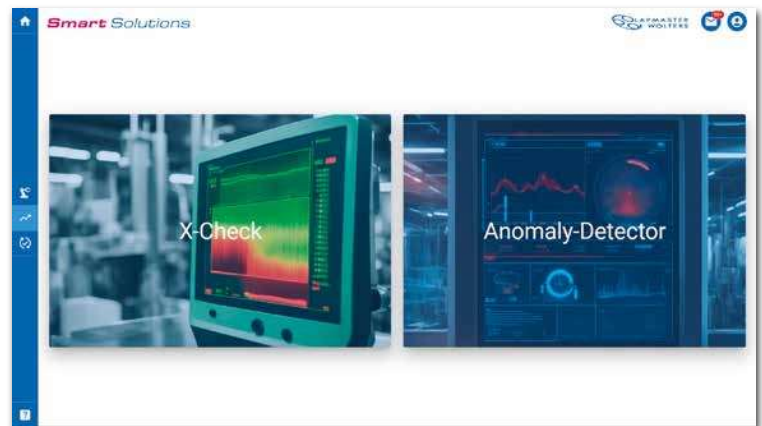 Smart Solutions
LAPMASTER
WOLTERS
X-Check
Anomaly-Detector